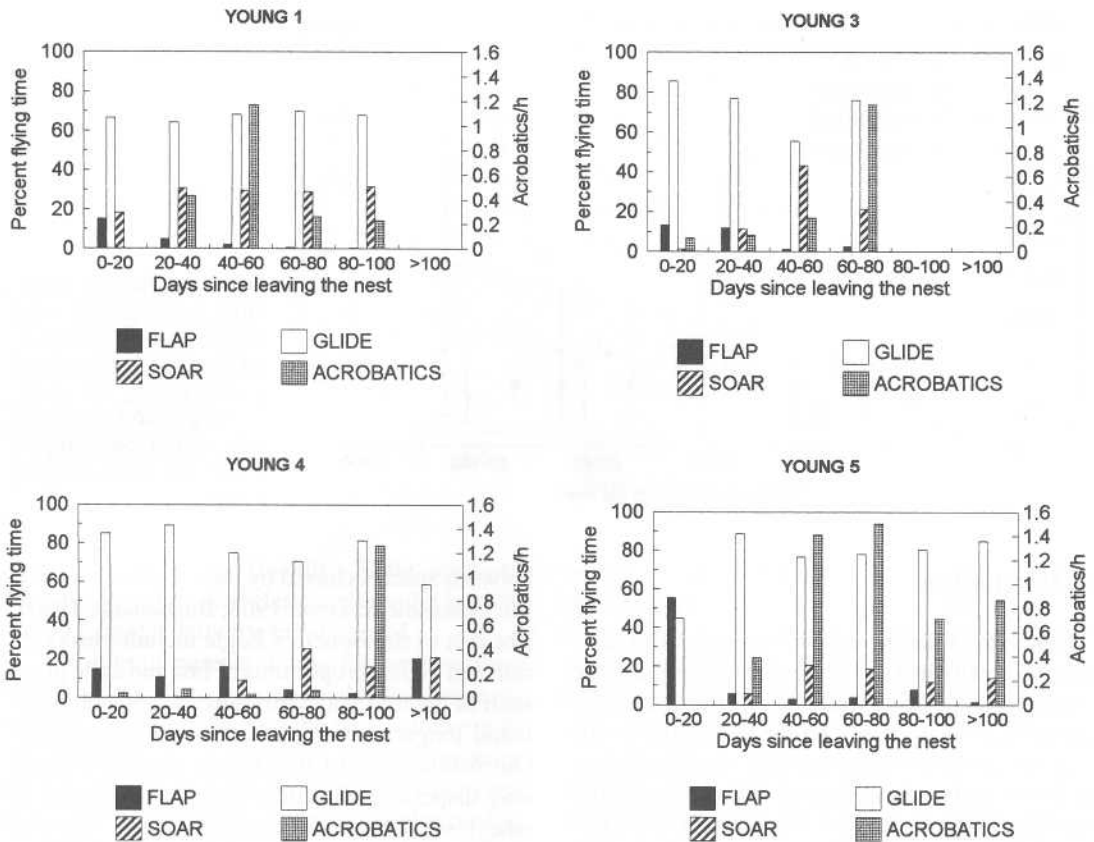 YOUNG 1
100
80
60
40
20
0
Percent flying time
1.6
1.4
1.2
1
0.8
0.6
0.4
0.2
0
Acrobatics/h
0-20 20-40 40-60 60-80 80-100 >100
Days since leaving the nest
FLAP GLIDE
SOAR ACROBATICS
YOUNG 3
100
80
60
40
20
0
Percent flying time
1.6
1.4
1.2
1
0.8
0.6
0.4
0.2
0
Acrobatics/h
0-20 20-40 40-60 60-80 80-100 >100
Days since leaving the nest
FLAP GLIDE
SOAR ACROBATICS
YOUNG 4
100
80
60
40
20
0
Percent flying time
1.6
1.4
1.2
1
0.8
0.6
0.4
0.2
0
Acrobatics/h
0-20 20-40 40-60 60-80 80-100 >100
Days since leaving the nest
FLAP GLIDE
SOAR ACROBATICS
YOUNG 5
100
80
60
40
20
0
Percent flying time
1.6
1.4
1.2
1
0.8
0.6
0.4
0.2
0
Acrobatics/h
0-20 20-40 40-60 60-80 80-100 >100
Days since leaving the nest
FLAP GLIDE
SOAR ACROBATICS